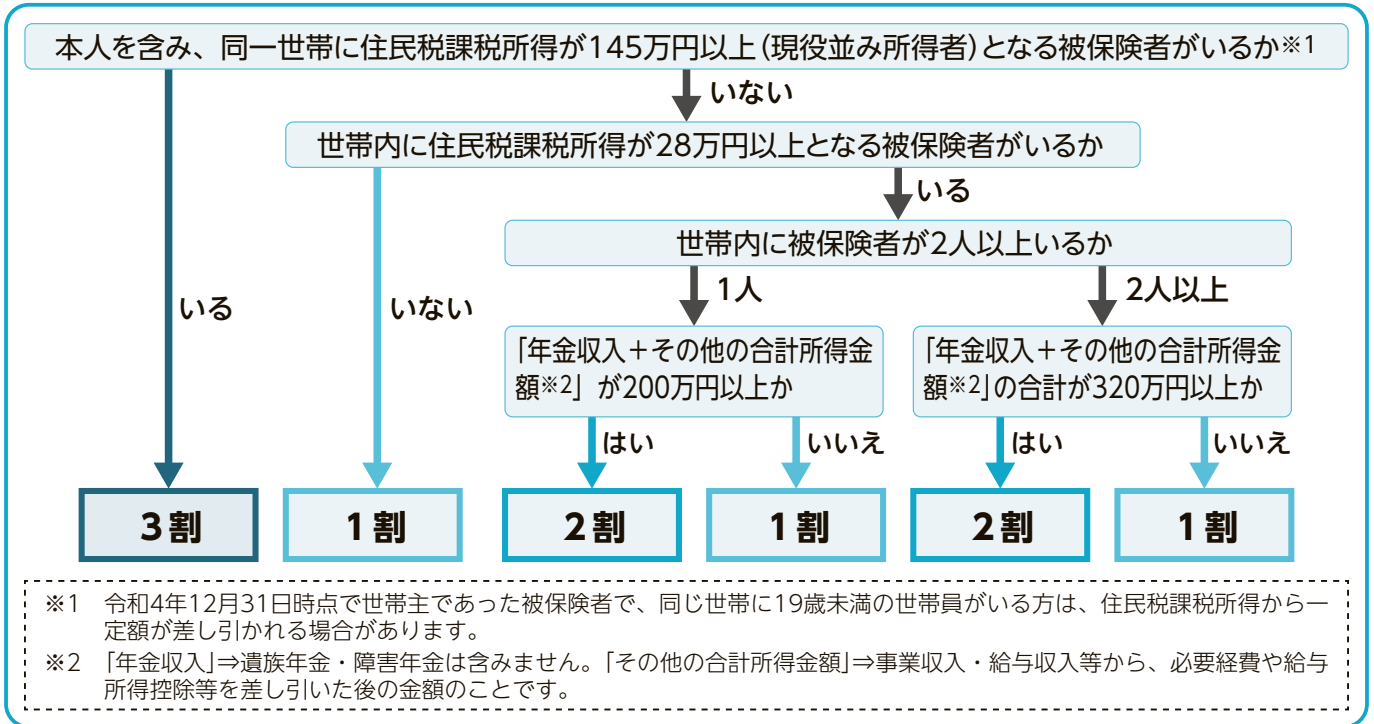 本人を含み、同一世帯に住民税課税所得が145万円以上(現役並み所得者)となる被保険者がいるか※1
いない
世帯内に住民税課税所得が28万円以上となる被保険者がいるか
いる
世帯内に被保険者が2人以上いるか
いる
いない
1人
2人以上
「年金収入+その他の合計所得金
額※2」が200万円以上か
「年金収入+その他の合計所得金
額※2」の合計が320万円以上か
はい
いいえ
はい
いいえ
3割
1割
2割
1割
2割
1割
※1 令和4年12月31日時点で世帯主であった被保険者で、同じ世帯に19歳未満の世帯員がいる方は、住民税課税所得から一
定額が差し引かれる場合があります。
※2 「年金収入」⇒遺族年金・障害年金は含みません。「その他の合計所得金額」⇒事業収入・給与収入等から、必要経費や給与
所得控除等を差し引いた後の金額のことです。